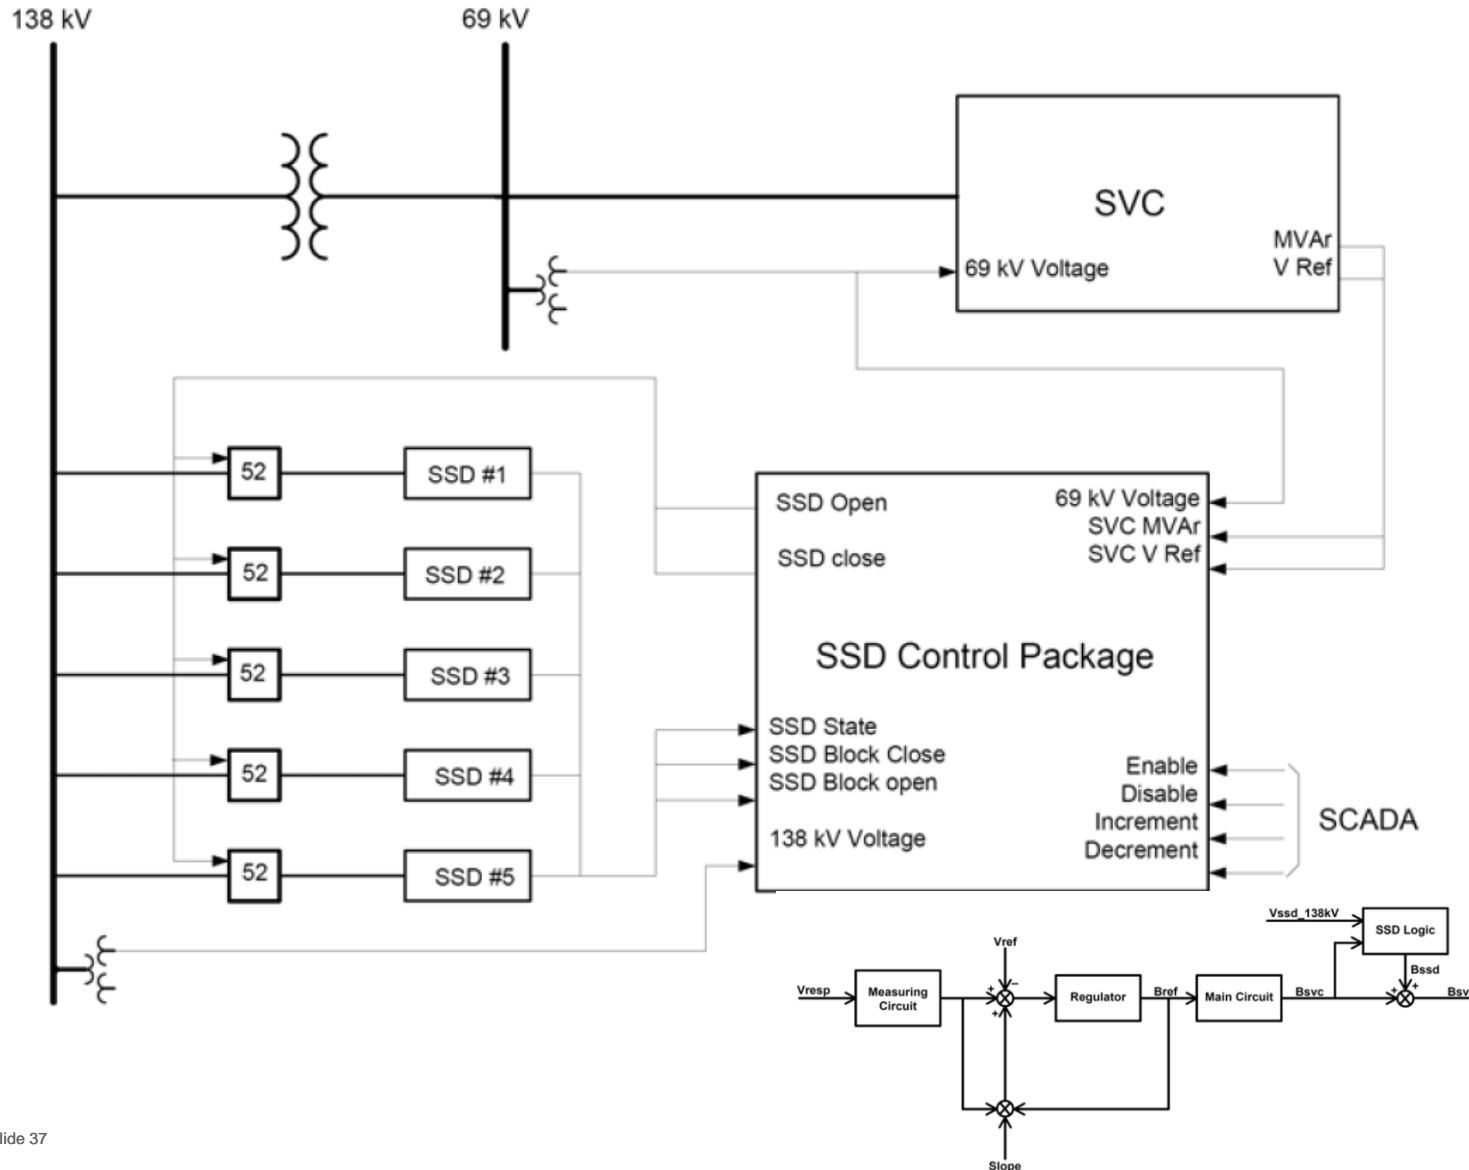 138 kV
69 kV
SVC
MVAr
V Ref
69 kV Voltage
52
SSD #1
52
SSD #2
52
SSD #3
52
SSD #4
52
SSD #5
SSD Open
SSD close
69 kV Voltage
SVC MVAr
SVC V Ref
SSD Control Package
SSD State
SSD Block Close
SSD Block open
138 kV Voltage
Enable
Disable
Increment
Decrement
SCADA
Vssd_138kV
SSD Logic
Bssd
Vref
Vresp
Measuring
Circuit
+
−
+
Regulator
Bref
Main Circuit
Bsvc
+
+
Bsv
Slope
lide 37